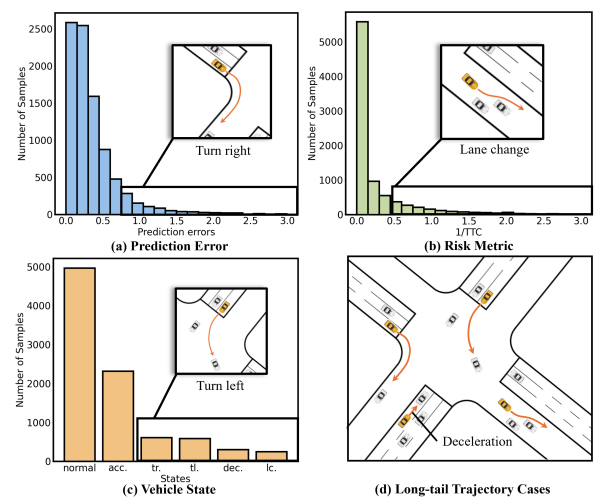 2500
2000
1500
1000
500
0
Number of Samples
0.0 0.5 1.0 1.5 2.0 2.5 3.0
Prediction errors
Turn right
(a) Prediction Error
5000
4000
3000
2000
1000
0
Number of Samples
0.0 0.5 1.0 1.5 2.0 2.5 3.0
1/TTC
Lane change
(b) Risk Metric
5000
4000
3000
2000
1000
0
Number of Samples
normal acc. tr. tl. dec. lc.
States
Turn left
(c) Vehicle State
Deceleration
(d) Long-tail Trajectory Cases